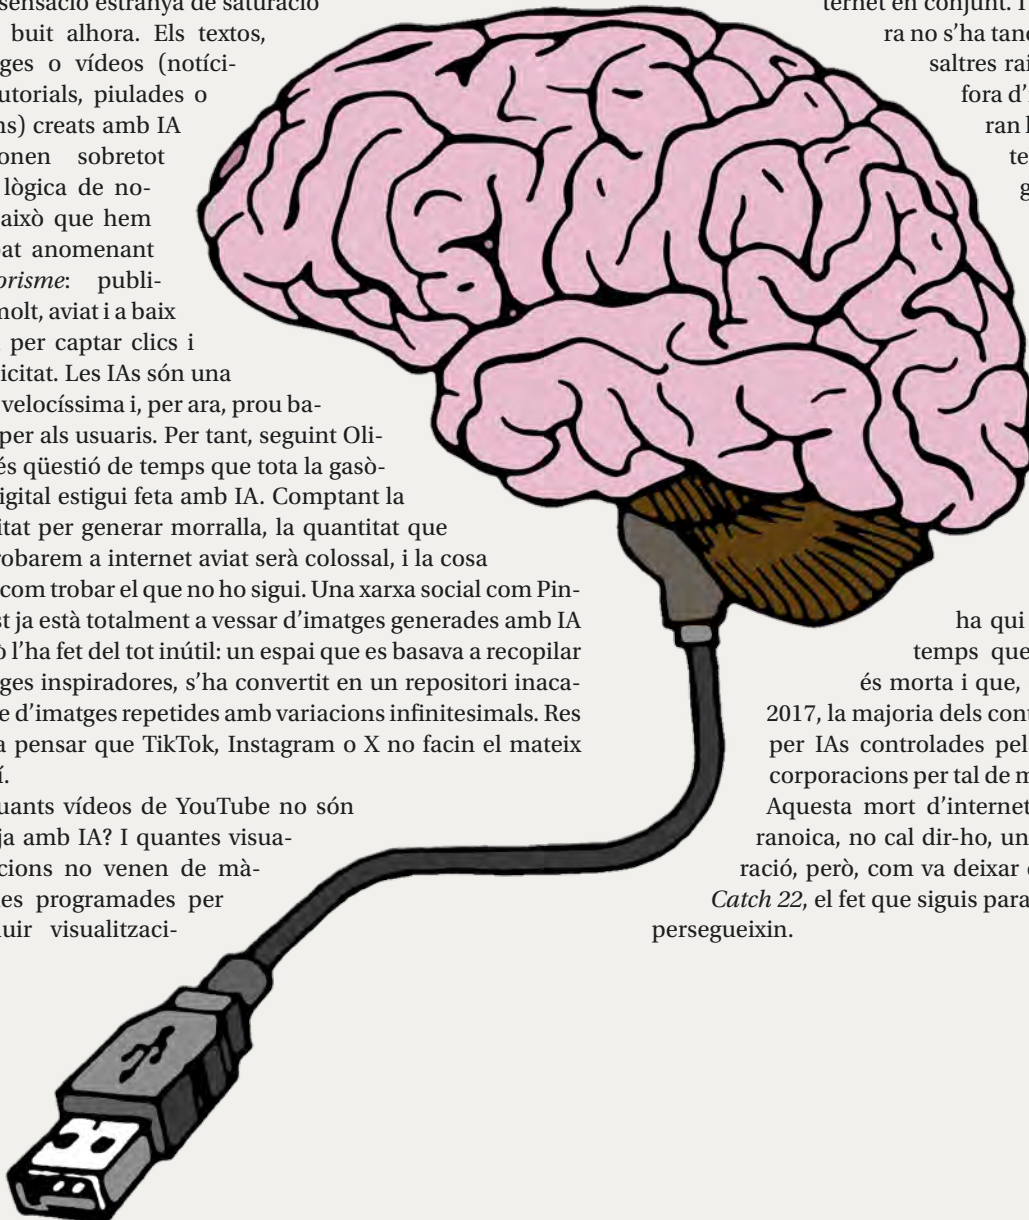 sensació estranya de saturació
buit alhora. Els textos,
ges o vídeos (notíci-
utorials, piulades o
ns) creats amb IA
onen sobretot
lògica de no-
això que hem
at anomenant
orisme: publi-
molt, aviat i a baix
per captar clics i
icitat. Les IAs són una
velocíssima i, per ara, prou ba-
per als usuaris. Per tant, seguint Oli-
és qüestió de temps que tota la gasò-
igital estigui feta amb IA. Comptant la
itat per generar morralla, la quantitat que
robarem a internet aviat serà colossal, i la cosa
com trobar el que no ho sigui. Una xarxa social com Pin-
st ja està totalment a vessar d'imatges generades amb IA
ò l'ha fet del tot inútil: un espai que es basava a recopilar
ges inspiradores, s'ha convertit en un repositori inaca-
e d'imatges repetides amb variacions infinitesimals. Res
a pensar que TikTok, Instagram o X no facin el mateix
í.
uants vídeos de YouTube no són
ja amb IA? I quantes visua-
cions no venen de mà-
es programades per
luir visualitzaci-
ternet en conjunt. I
ra no s'ha tanc
saltres rai
fora d'i
ran l
te
g
ha qui
temps que
és morta i que,
2017, la majoria dels cont
per IAs controlades pel
corporacions per tal de m
Aquesta mort d'internet
ranoica, no cal dir-ho, un
ració, però, com va deixar
Catch 22, el fet que siguis para
persegueixin.